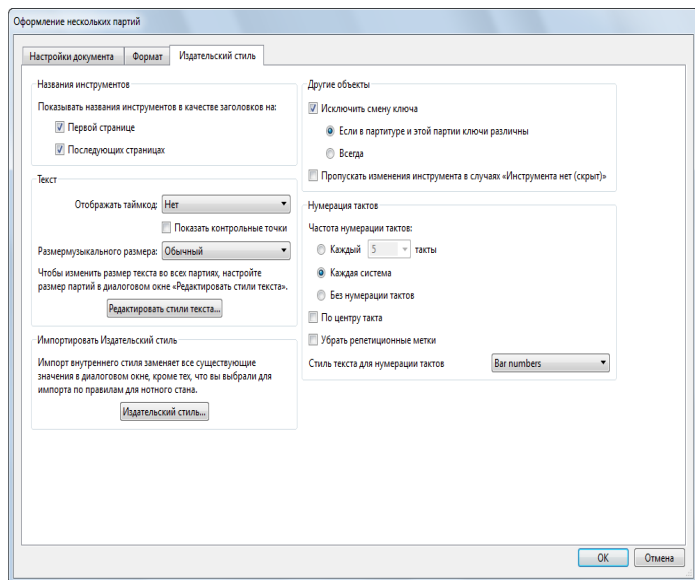 Оформление нескольких партий
Настройки документа
Формат
Издательский стиль
Названия инструментов
Показывать названия инструментов в качестве заголовков на:
Первой странице
Последующих страницах
Текст
Отображать таймкод: Нет
Показать контрольные точки
Размермузыкального размера: Обычный
Чтобы изменить размер текста во всех партиях, настройте
размер партий в диалоговом окне «Редактировать стили текста».
Редактировать стили текста...
Импортировать Издательский стиль
Импорт внутреннего стиля заменяет все существующие
значения в диалоговом окне, кроме тех, что вы выбрали для
импорта по правилам для нотного стана.
Издательский стиль...
Другие объекты
Исключить смену ключа
Если в партитуре и этой партии ключи различны
Всегда
Пропускать изменения инструмента в случаях «Инструмента нет (скрыт)»
Нумерация тактов
Частота нумерации тактов:
Каждый 5 такты
Каждая система
Без нумерации тактов
По центру такта
Убрать репетиционные метки
Стиль текста для нумерации тактов Bar numbers
OK
Отмена